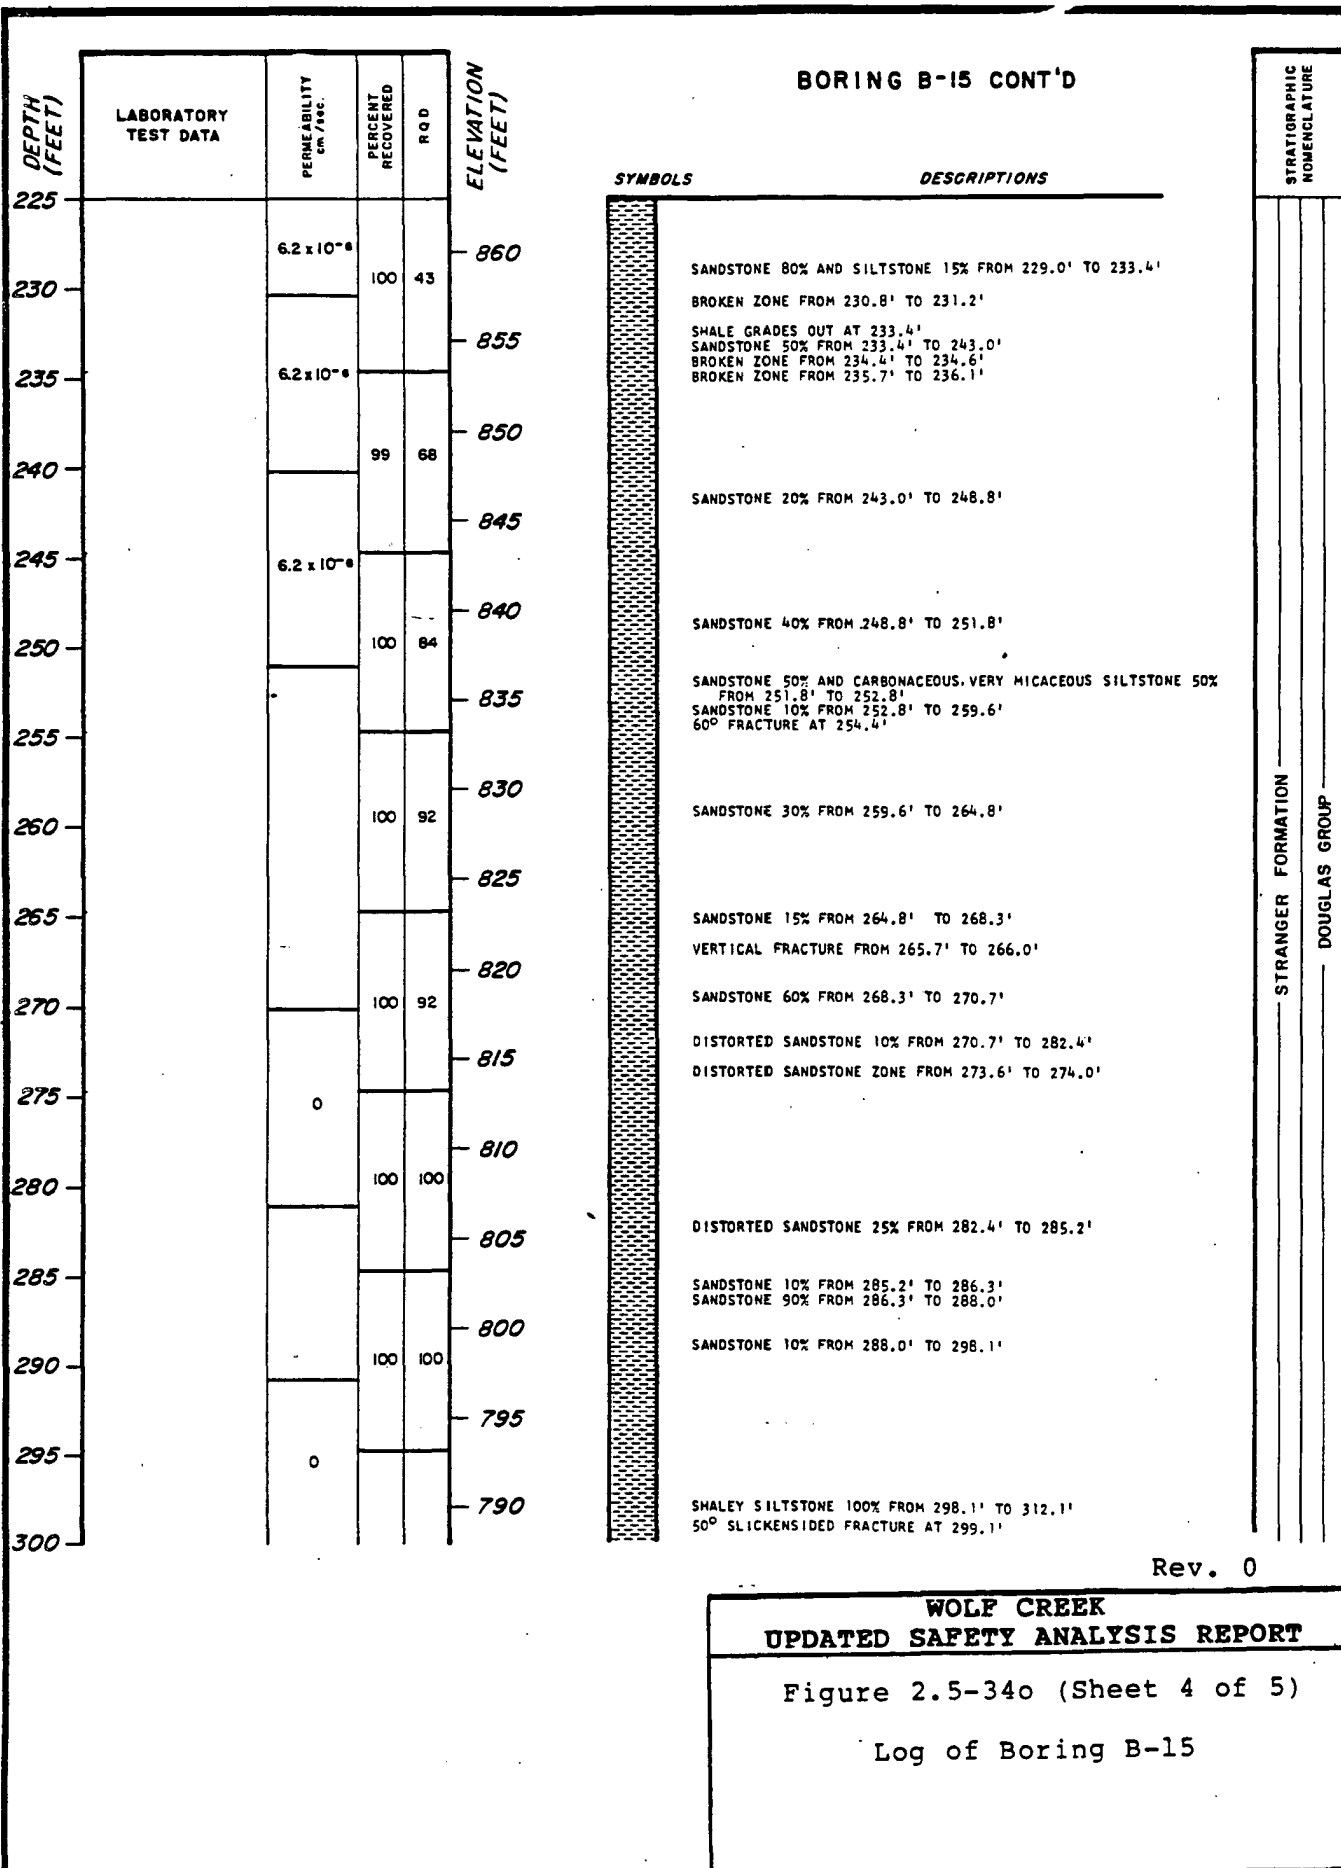 BORING B-15 CONT'D
DEPTH (FEET)
LABORATORY TEST DATA
PERMEABILITY cm/sec.
PERCENT RECOVERED
RQD
ELEVATION (FEET)
SYMBOLS
DESCRIPTIONS
STRATIGRAPHIC NOMENCLATURE
225
230
235
240
245
250
255
260
265
270
275
280
285
290
295
300
6.2 x 10⁻⁶
6.2 x 10⁻⁶
6.2 x 10⁻⁶
0
0
100 43
99 68
100 84
100 92
100 92
100 100
100 100
860
855
850
845
840
835
830
825
820
815
810
805
800
795
790
SANDSTONE 80% AND SILTSTONE 15% FROM 229.0' TO 233.4'
BROKEN ZONE FROM 230.8' TO 231.2'
SHALE GRADES OUT AT 233.4'
SANDSTONE 50% FROM 233.4' TO 243.0'
BROKEN ZONE FROM 234.4' TO 234.6'
BROKEN ZONE FROM 235.7' TO 236.1'
SANDSTONE 20% FROM 243.0' TO 248.8'
SANDSTONE 40% FROM 248.8' TO 251.8'
SANDSTONE 50% AND CARBONACEOUS, VERY MICACEOUS SILTSTONE 50%
FROM 251.8' TO 252.8'
SANDSTONE 10% FROM 252.8' TO 259.6'
60° FRACTURE AT 254.4'
SANDSTONE 30% FROM 259.6' TO 264.8'
SANDSTONE 15% FROM 264.8' TO 268.3'
VERTICAL FRACTURE FROM 265.7' TO 266.0'
SANDSTONE 60% FROM 268.3' TO 270.7'
DISTORTED SANDSTONE 10% FROM 270.7' TO 282.4'
DISTORTED SANDSTONE ZONE FROM 273.6' TO 274.0'
DISTORTED SANDSTONE 25% FROM 282.4' TO 285.2'
SANDSTONE 10% FROM 285.2' TO 286.3'
SANDSTONE 90% FROM 286.3' TO 288.0'
SANDSTONE 10% FROM 288.0' TO 298.1'
SHALEY SILTSTONE 100% FROM 298.1' TO 312.1'
50° SLICKENSIDED FRACTURE AT 299.1'
STRANGER FORMATION
DOUGLAS GROUP
Rev. 0
WOLF CREEK
UPDATED SAFETY ANALYSIS REPORT
Figure 2.5-34o (Sheet 4 of 5)
Log of Boring B-15